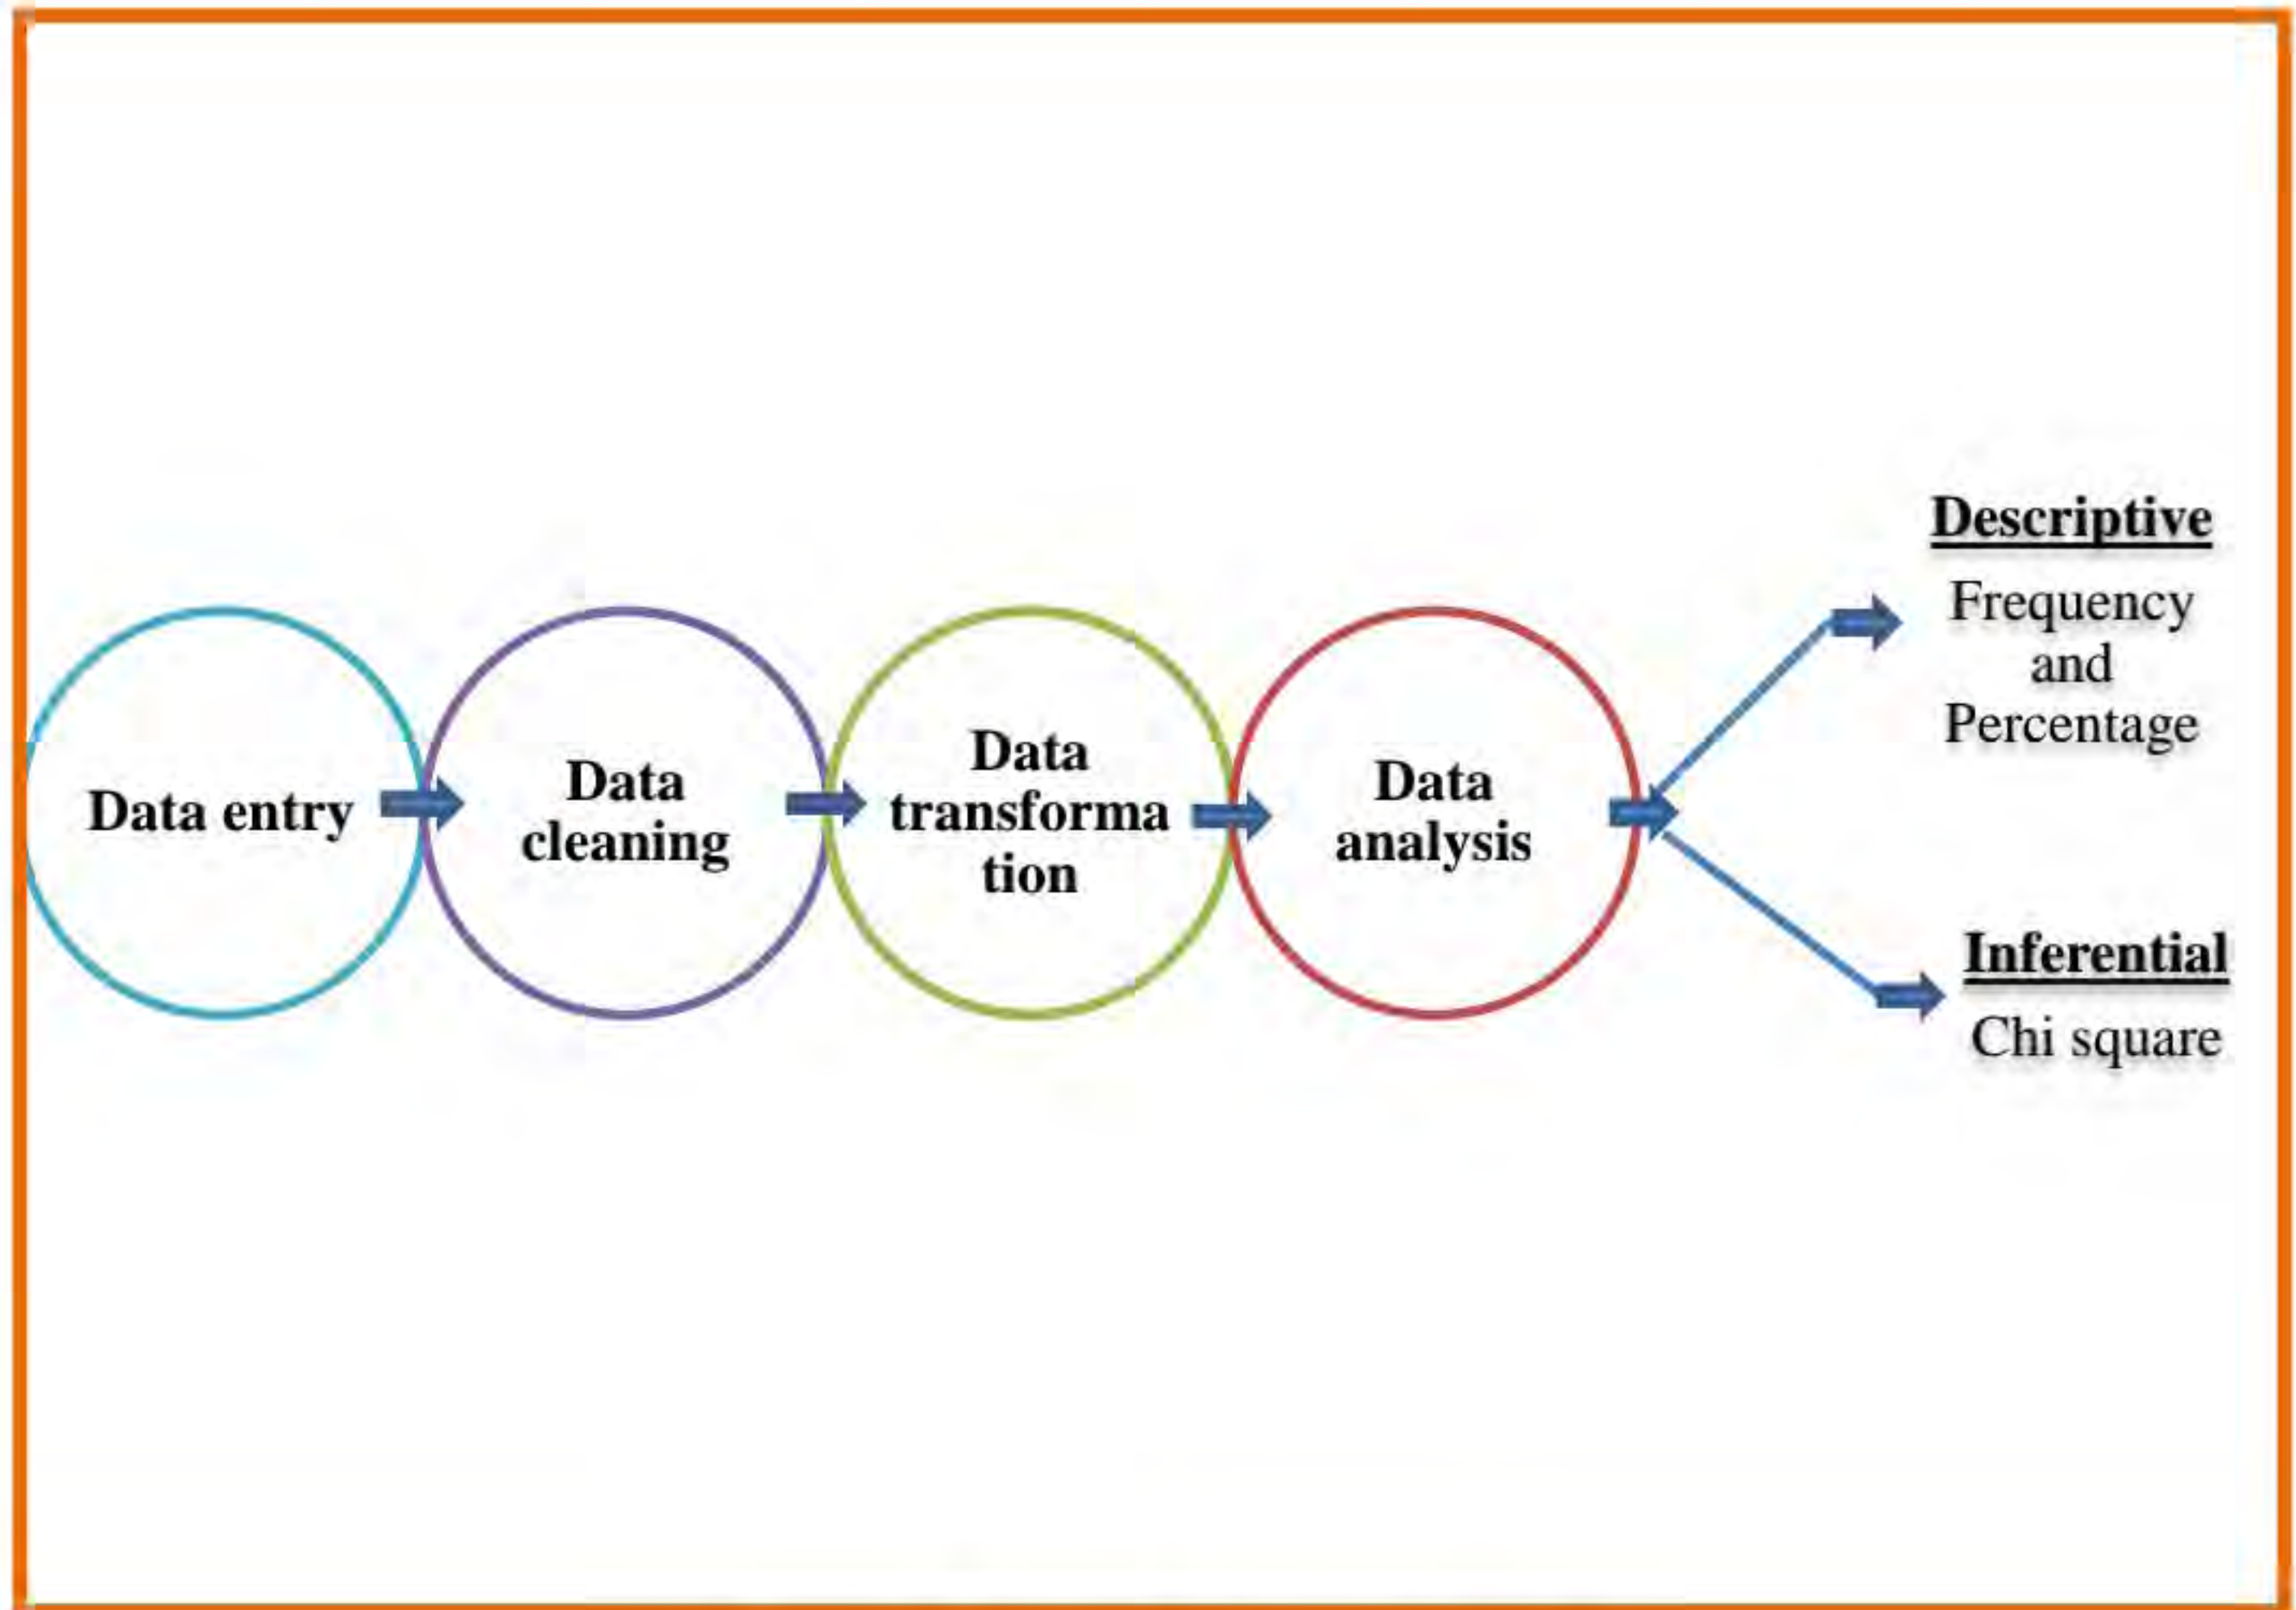 Data entry
Data
cleaning
Data
transforma
tion
Data
analysis
Descriptive
Frequency
and
Percentage
Inferential
Chi square